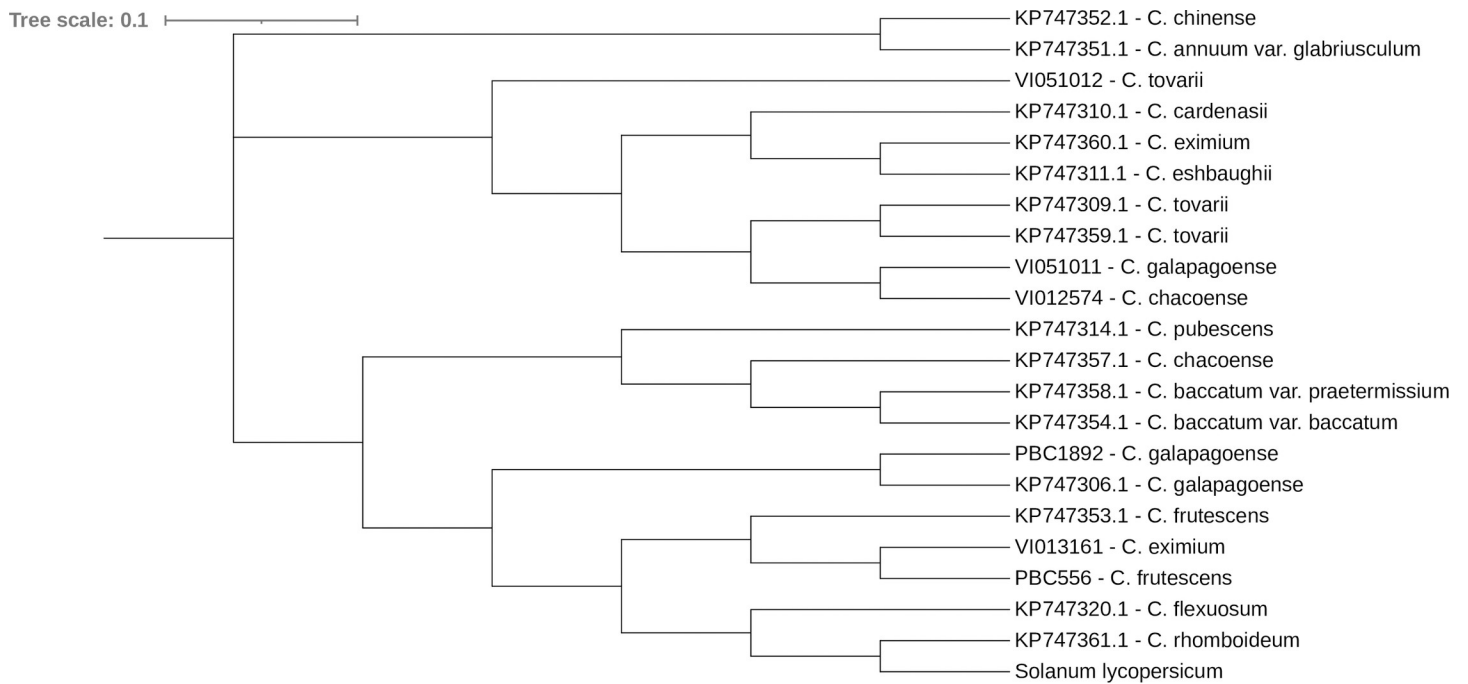 Tree scale: 0.1
KP747352.1 - C. chinense
KP747351.1 - C. annuum var. glabriusculum
VI051012 - C. tovarii
KP747310.1 - C. cardenasii
KP747360.1 - C. eximium
KP747311.1 - C. eshbaughii
KP747309.1 - C. tovarii
KP747359.1 - C. tovarii
VI051011 - C. galapagoense
VI012574 - C. chacoense
KP747314.1 - C. pubescens
KP747357.1 - C. chacoense
KP747358.1 - C. baccatum var. praetermissium
KP747354.1 - C. baccatum var. baccatum
PBC1892 - C. galapagoense
KP747306.1 - C. galapagoense
KP747353.1 - C. frutescens
VI013161 - C. eximium
PBC556 - C. frutescens
KP747320.1 - C. flexuosum
KP747361.1 - C. rhomboideum
Solanum lycopersicum